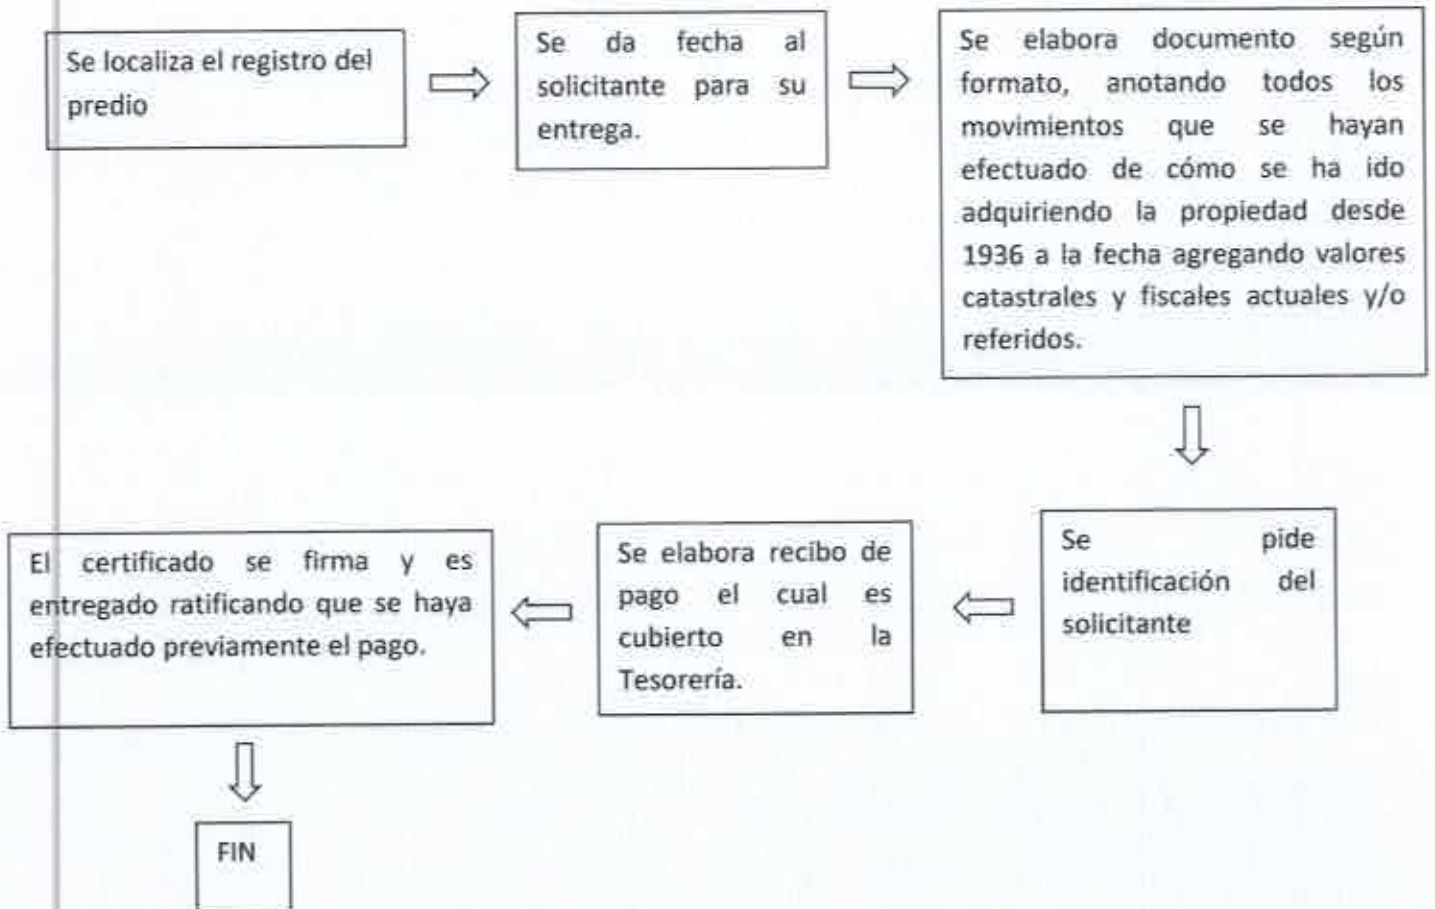 Se localiza el registro del
predio
Se da fecha al
solicitante para su
entrega.
Se elabora documento según
formato, anotando todos los
movimientos que se hayan
efectuado de cómo se ha ido
adquiriendo la propiedad desde
1936 a la fecha agregando valores
catastrales y fiscales actuales y/o
referidos.
Se pide
identificación del
solicitante
Se elabora recibo de
pago el cual es
cubierto en la
Tesorería.
El certificado se firma y es
entregado ratificando que se haya
efectuado previamente el pago.
FIN